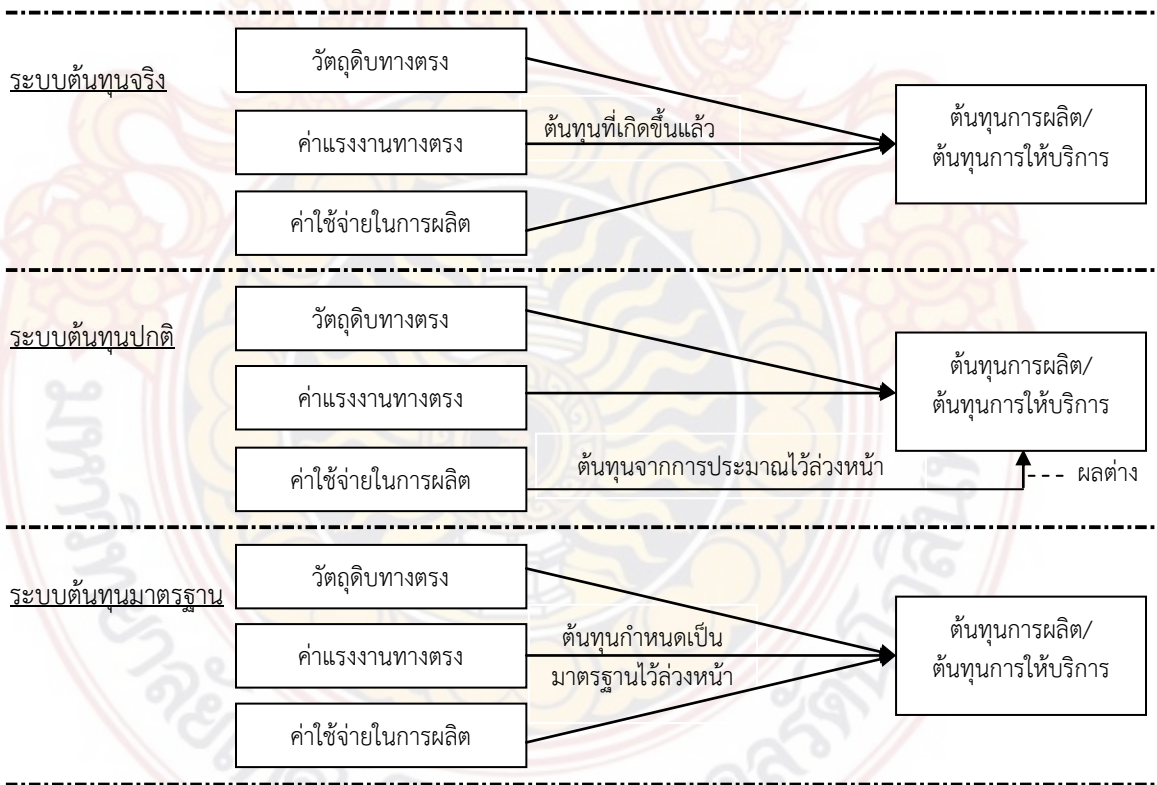 ระบบต้นทุนจริง
วัตถุดิบทางตรง
ค่าแรงงานทางตรง
ค่าใช้จ่ายในการผลิต
ต้นทุนที่เกิดขึ้นแล้ว
ต้นทุนการผลิต/
ต้นทุนการให้บริการ
ระบบต้นทุนปกติ
วัตถุดิบทางตรง
ค่าแรงงานทางตรง
ค่าใช้จ่ายในการผลิต
ต้นทุนจากการประมาณไว้ล่วงหน้า
ต้นทุนการผลิต/
ต้นทุนการให้บริการ
ผลต่าง
ระบบต้นทุนมาตรฐาน
วัตถุดิบทางตรง
ค่าแรงงานทางตรง
ค่าใช้จ่ายในการผลิต
ต้นทุนกำหนดเป็น
มาตรฐานไว้ล่วงหน้า
ต้นทุนการผลิต/
ต้นทุนการให้บริการ